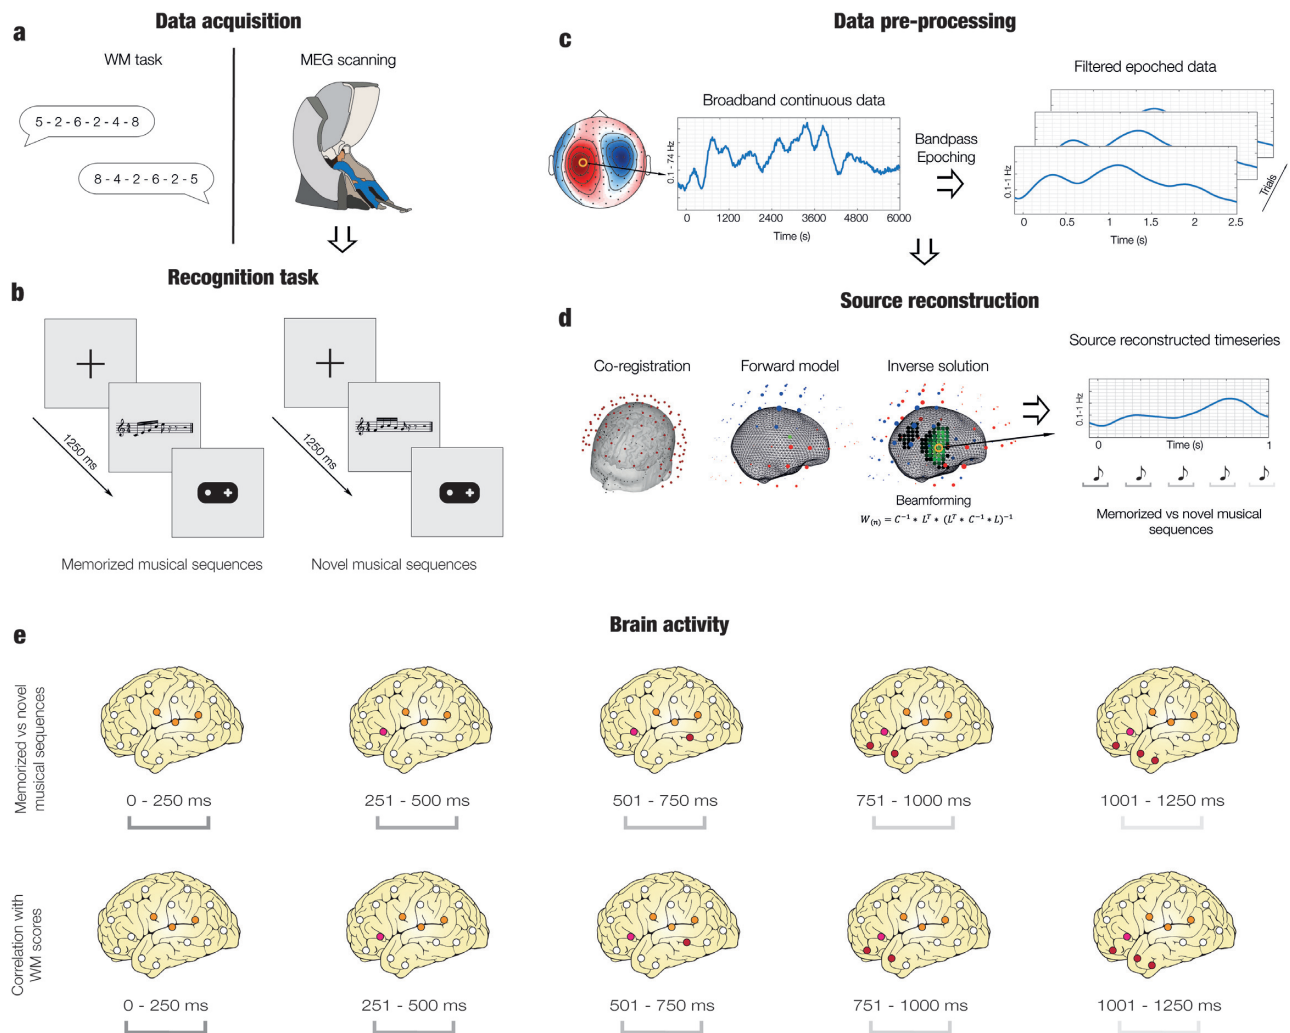 Data acquisition
a
WM task
MEG scanning
5 - 2 - 6 - 2 - 4 - 8
8 - 4 - 2 - 6 - 2 - 5
Recognition task
b
1250 ms
1250 ms
Memorized musical sequences
Novel musical sequences
Data pre-processing
c
Broadband continuous data
0.1 - 74 Hz
0 1200 2400 3600 4800 6000
Time (s)
Bandpass
Epoching
Filtered epoched data
0.1-1 Hz
0 0.5 1 1.5 2 2.5
Time (s)
Trials
Source reconstruction
d
Co-registration
Forward model
Inverse solution
Beamforming
W(n) = C⁻¹ * Lᵀ * (Lᵀ * C⁻¹ * L)⁻¹
Source reconstructed timeseries
0.1-1 Hz
0 Time (s) 1
Memorized vs novel musical
sequences
e
Brain activity
Memorized vs novel
musical sequences
0 - 250 ms
251 - 500 ms
501 - 750 ms
751 - 1000 ms
1001 - 1250 ms
Correlation with
WM scores
0 - 250 ms
251 - 500 ms
501 - 750 ms
751 - 1000 ms
1001 - 1250 ms